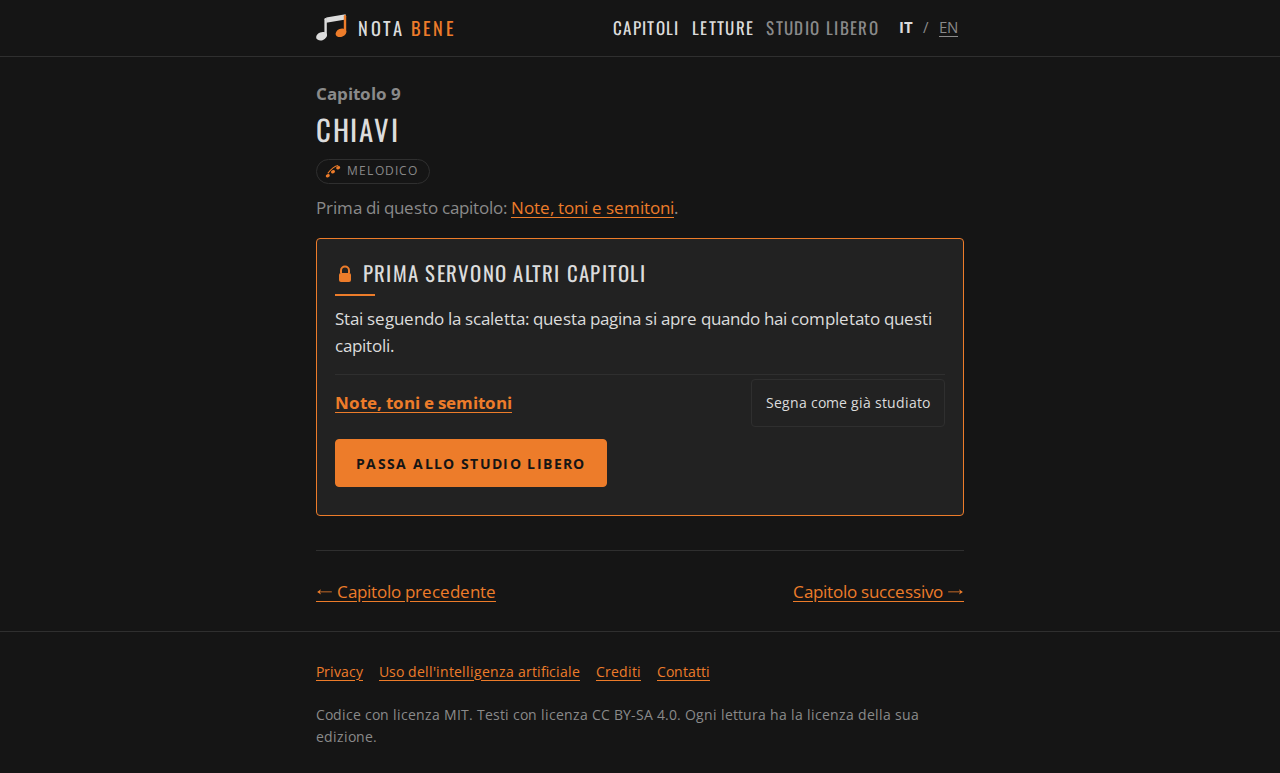 NOTA BENE CAPITOLI LETTURE STUDIO LIBERO IT / EN
Capitolo 9
CHIAVI
MELODICO
Prima di questo capitolo: Note, toni e semitoni.
PRIMA SERVONO ALTRI CAPITOLI
Stai seguendo la scaletta: questa pagina si apre quando hai completato questi
capitoli.
Note, toni e semitoni Segna come già studiato
PASSA ALLO STUDIO LIBERO
← Capitolo precedente Capitolo successivo →
Privacy Uso dell'intelligenza artificiale Crediti Contatti
Codice con licenza MIT. Testi con licenza CC BY-SA 4.0. Ogni lettura ha la licenza della sua
edizione.